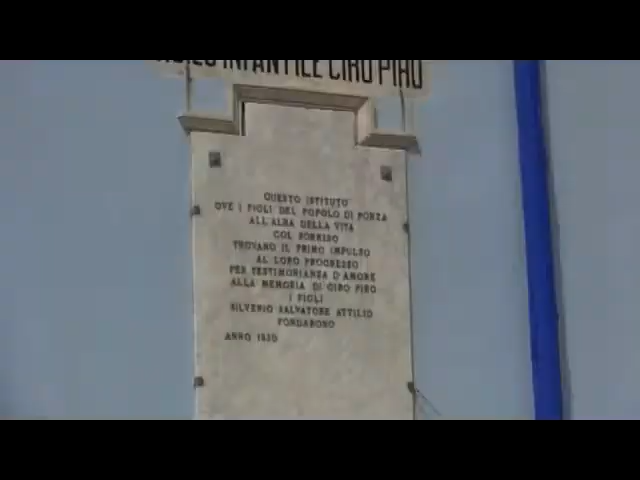 INFANTILE CIRO PIRO
QUESTO ISTITUTO
OVE I FIGLI DEL POPOLO DI PONZA
ALL'ALBA DELLA VITA
COL SORRISO
TROVANO IL PRIMO IMPULSO
AL LORO PROGRESSO
PER TESTIMONIANZA D'AMORE
ALLA MEMORIA DI CIRO PIRO
I FIGLI
SILVERIO SALVATORE ATTILIO
FONDARONO
ANNO